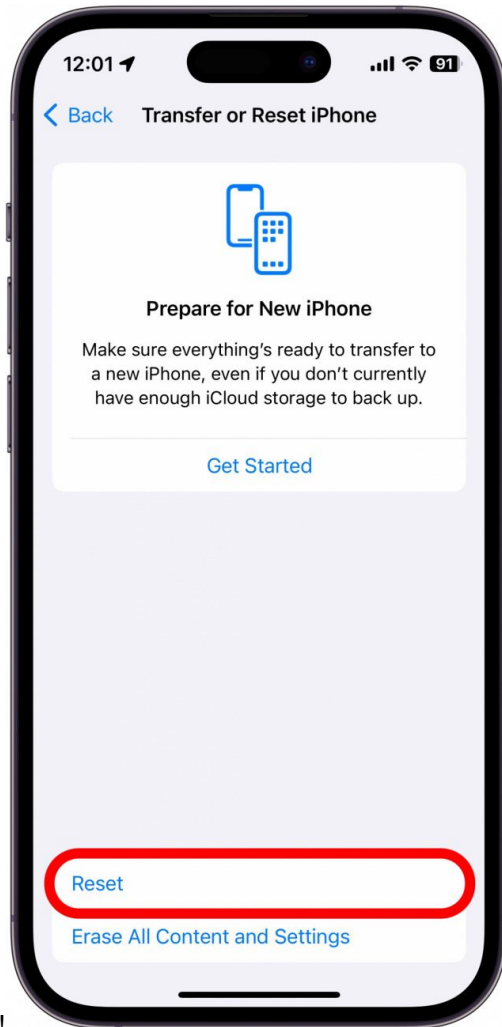 12:01
91
Back
Transfer or Reset iPhone
Prepare for New iPhone
Make sure everything's ready to transfer to
a new iPhone, even if you don't currently
have enough iCloud storage to back up.
Get Started
Reset
Erase All Content and Settings